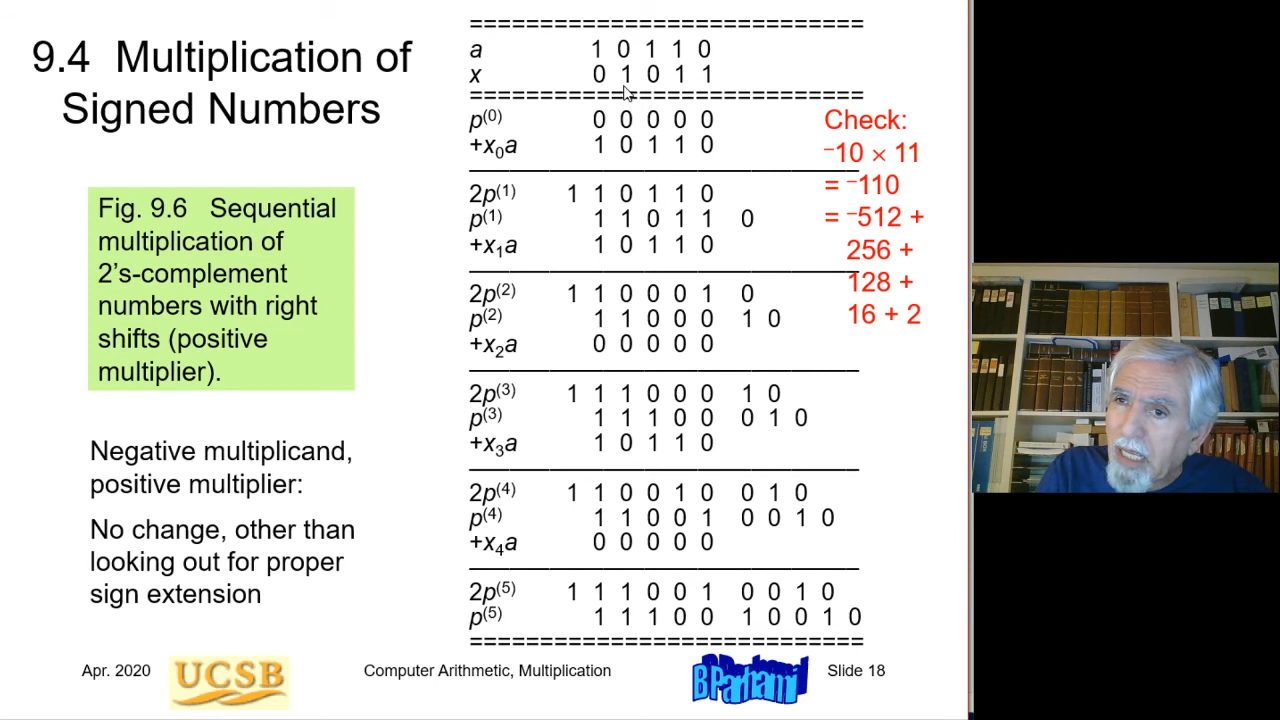 9.4 Multiplication of
Signed Numbers
Fig. 9.6 Sequential
multiplication of
2's-complement
numbers with right
shifts (positive
multiplier).
Negative multiplicand,
positive multiplier:
No change, other than
looking out for proper
sign extension
============================
a 1 0 1 1 0
x 0 1 0 1 1
============================
p(0) 0 0 0 0 0
+x0a 1 0 1 1 0
2p(1) 1 1 0 1 1 0
p(1) 1 1 0 1 1 0
+x1a 1 0 1 1 0
2p(2) 1 1 0 0 0 1 0
p(2) 1 1 0 0 0 1 0
+x2a 0 0 0 0 0
2p(3) 1 1 1 0 0 0 1 0
p(3) 1 1 1 0 0 0 1 0
+x3a 1 0 1 1 0
2p(4) 1 1 0 0 1 0 0 1 0
p(4) 1 1 0 0 1 0 0 1 0
+x4a 0 0 0 0 0
2p(5) 1 1 1 0 0 1 0 0 1 0
p(5) 1 1 1 0 0 1 0 0 1 0
============================
Check:
−10 × 11
= −110
= −512 +
256 +
128 +
16 + 2
Apr. 2020
UCSB
Computer Arithmetic, Multiplication
B Parhami
Slide 18